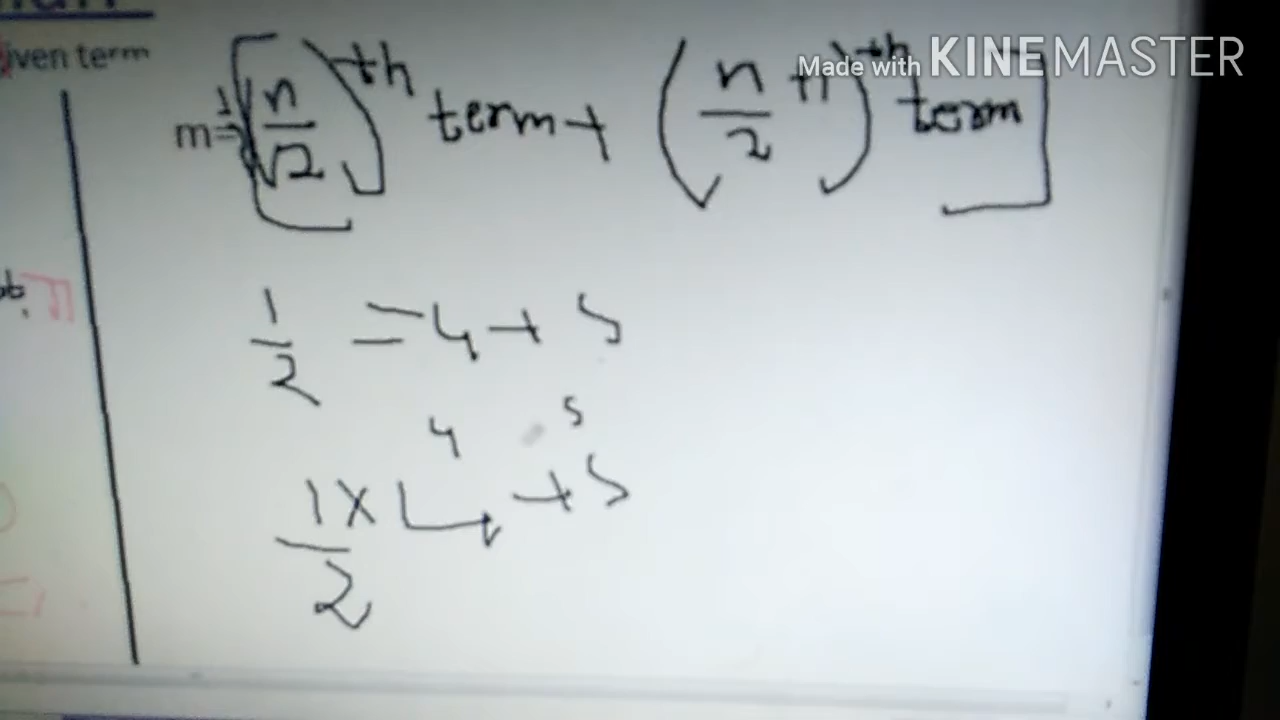 iven term
Made with KINEMASTER
m=1/2[(n/2)th term + (n/2 +1)th term]
1/2 = 4 + 5
4 5
1/2 × 4 + 5